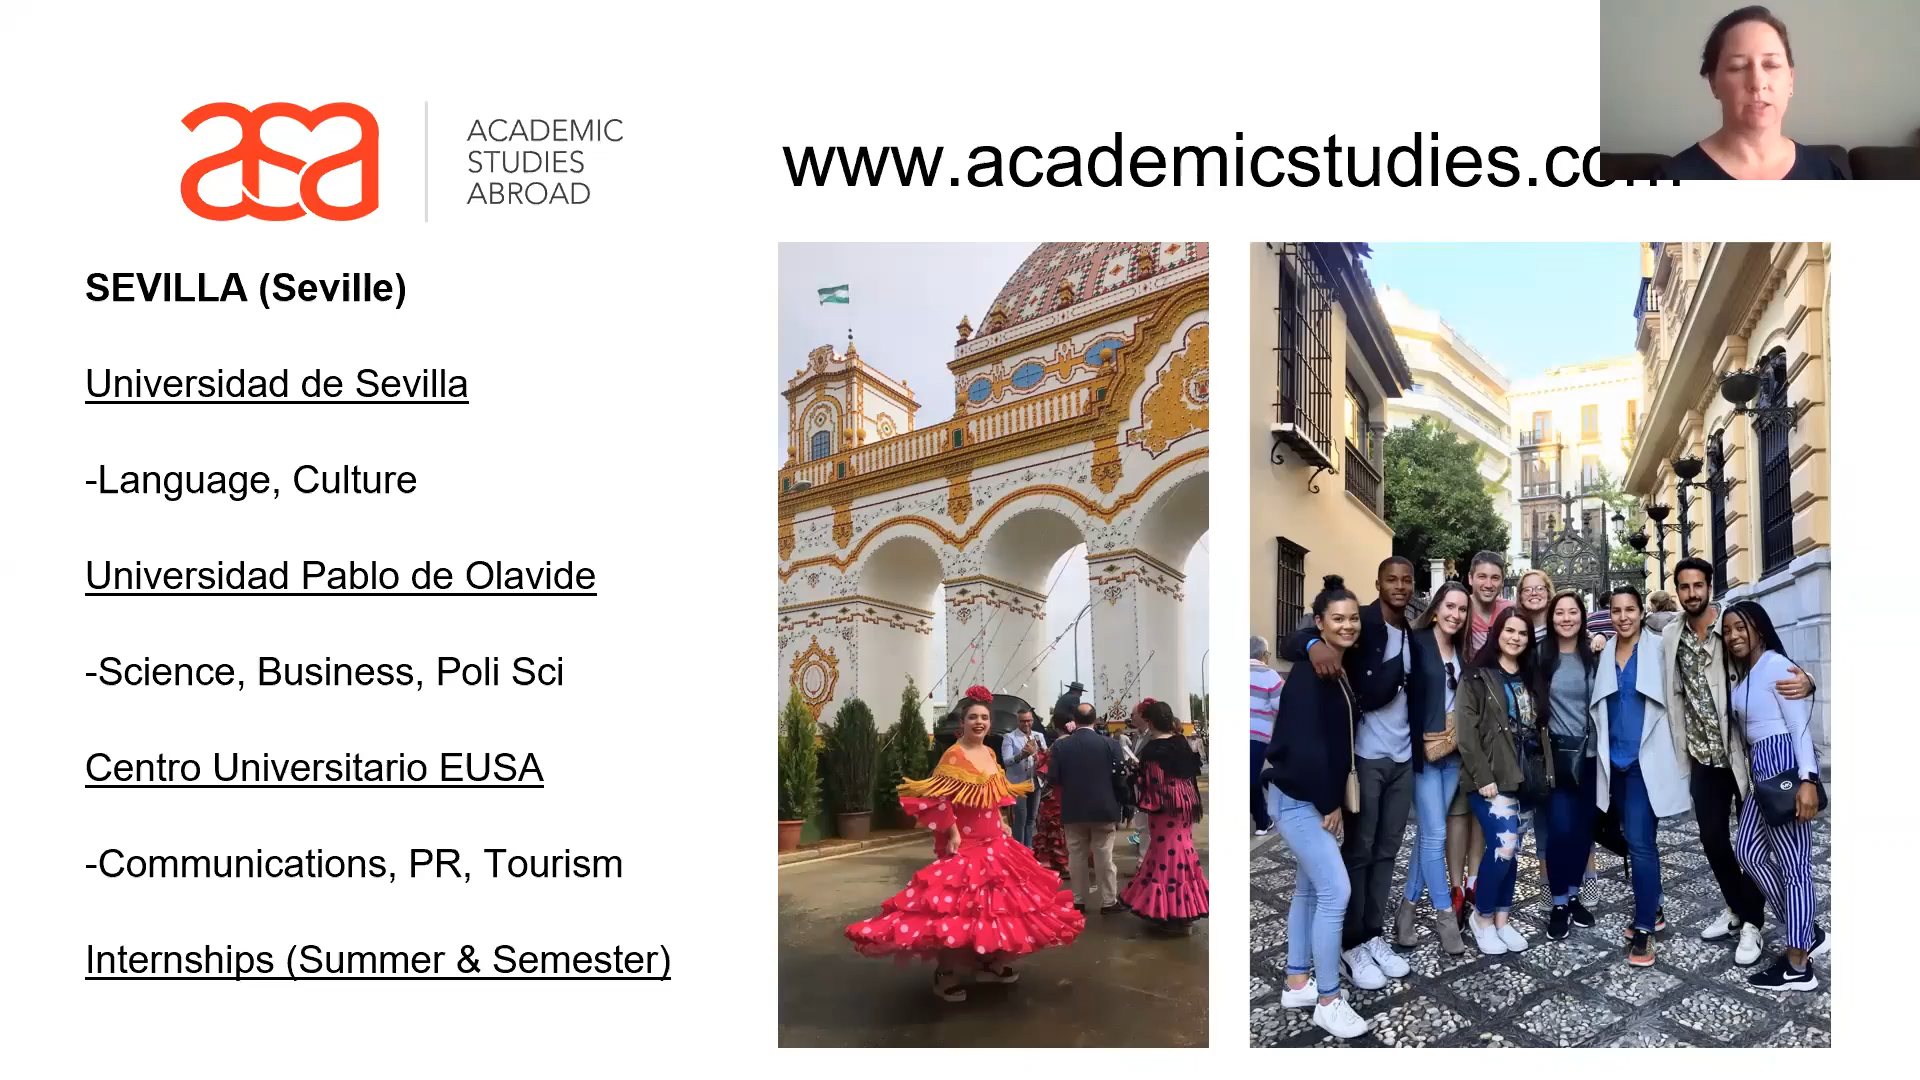 asa
ACADEMIC
STUDIES
ABROAD
www.academicstudies.com
SEVILLA (Seville)
Universidad de Sevilla
-Language, Culture
Universidad Pablo de Olavide
-Science, Business, Poli Sci
Centro Universitario EUSA
-Communications, PR, Tourism
Internships (Summer & Semester)